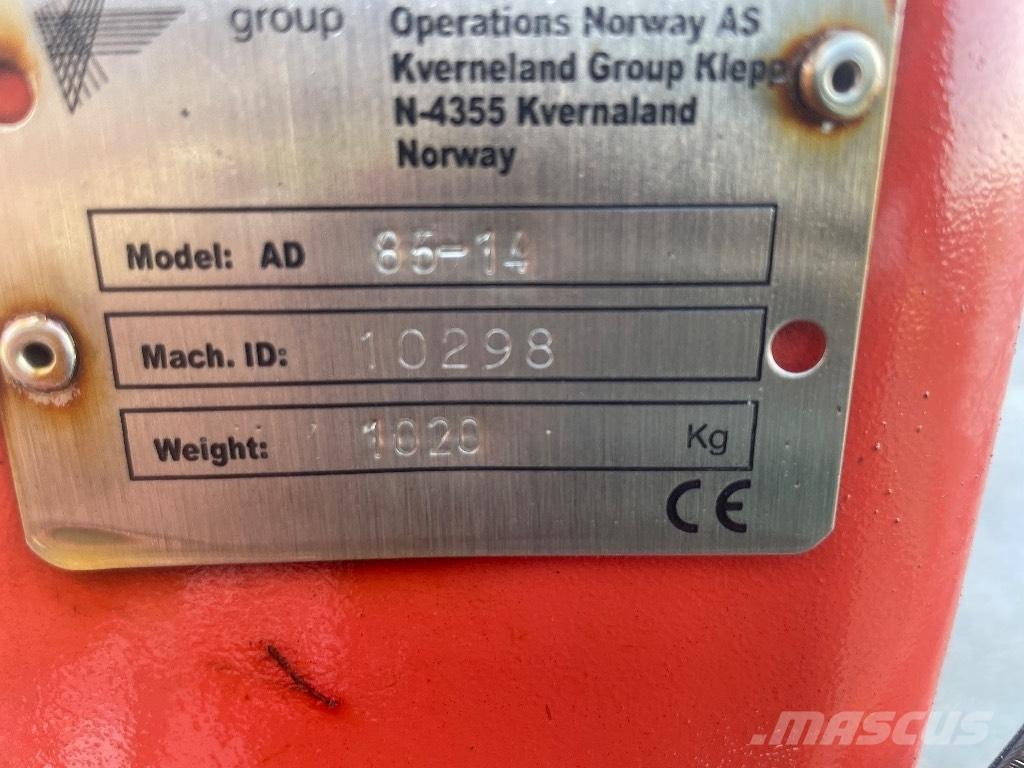 group
Operations Norway AS
Kverneland Group Klepp
N-4355 Kvernaland
Norway
Model: AD 85-14
Mach. ID: 10298
Weight: 1020 Kg
CE
MASCUS